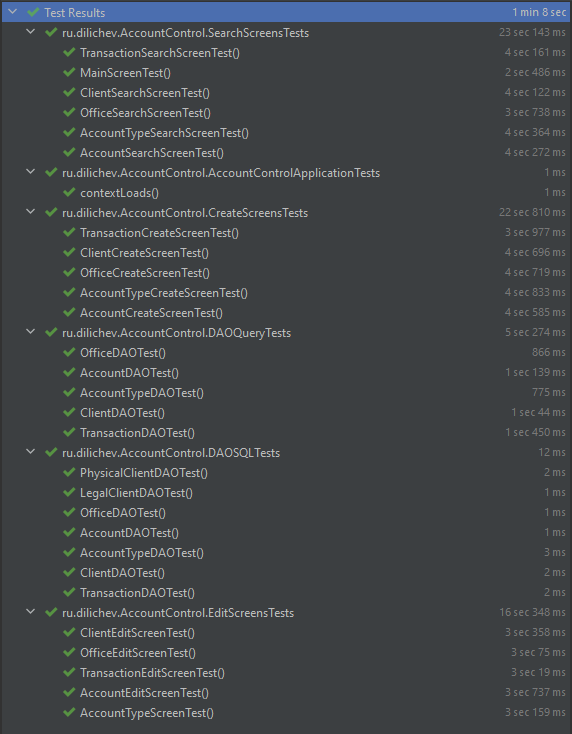 Test Results 1 min 8 sec
ru.dilichev.AccountControl.SearchScreensTests 23 sec 143 ms
TransactionSearchScreenTest() 4 sec 161 ms
MainScreenTest() 2 sec 486 ms
ClientSearchScreenTest() 4 sec 122 ms
OfficeSearchScreenTest() 3 sec 738 ms
AccountTypeSearchScreenTest() 4 sec 364 ms
AccountSearchScreenTest() 4 sec 272 ms
ru.dilichev.AccountControl.AccountControlApplicationTests 1 ms
contextLoads() 1 ms
ru.dilichev.AccountControl.CreateScreensTests 22 sec 810 ms
TransactionCreateScreenTest() 3 sec 977 ms
ClientCreateScreenTest() 4 sec 696 ms
OfficeCreateScreenTest() 4 sec 719 ms
AccountTypeCreateScreenTest() 4 sec 833 ms
AccountCreateScreenTest() 4 sec 585 ms
ru.dilichev.AccountControl.DAOQueryTests 5 sec 274 ms
OfficeDAOTest() 866 ms
AccountDAOTest() 1 sec 139 ms
AccountTypeDAOTest() 775 ms
ClientDAOTest() 1 sec 44 ms
TransactionDAOTest() 1 sec 450 ms
ru.dilichev.AccountControl.DAOSQLTests 12 ms
PhysicalClientDAOTest() 2 ms
LegalClientDAOTest() 1 ms
OfficeDAOTest() 1 ms
AccountDAOTest() 1 ms
AccountTypeDAOTest() 3 ms
ClientDAOTest() 2 ms
TransactionDAOTest() 2 ms
ru.dilichev.AccountControl.EditScreensTests 16 sec 348 ms
ClientEditScreenTest() 3 sec 358 ms
OfficeEditScreenTest() 3 sec 75 ms
TransactionEditScreenTest() 3 sec 19 ms
AccountEditScreenTest() 3 sec 737 ms
AccountTypeScreenTest() 3 sec 159 ms